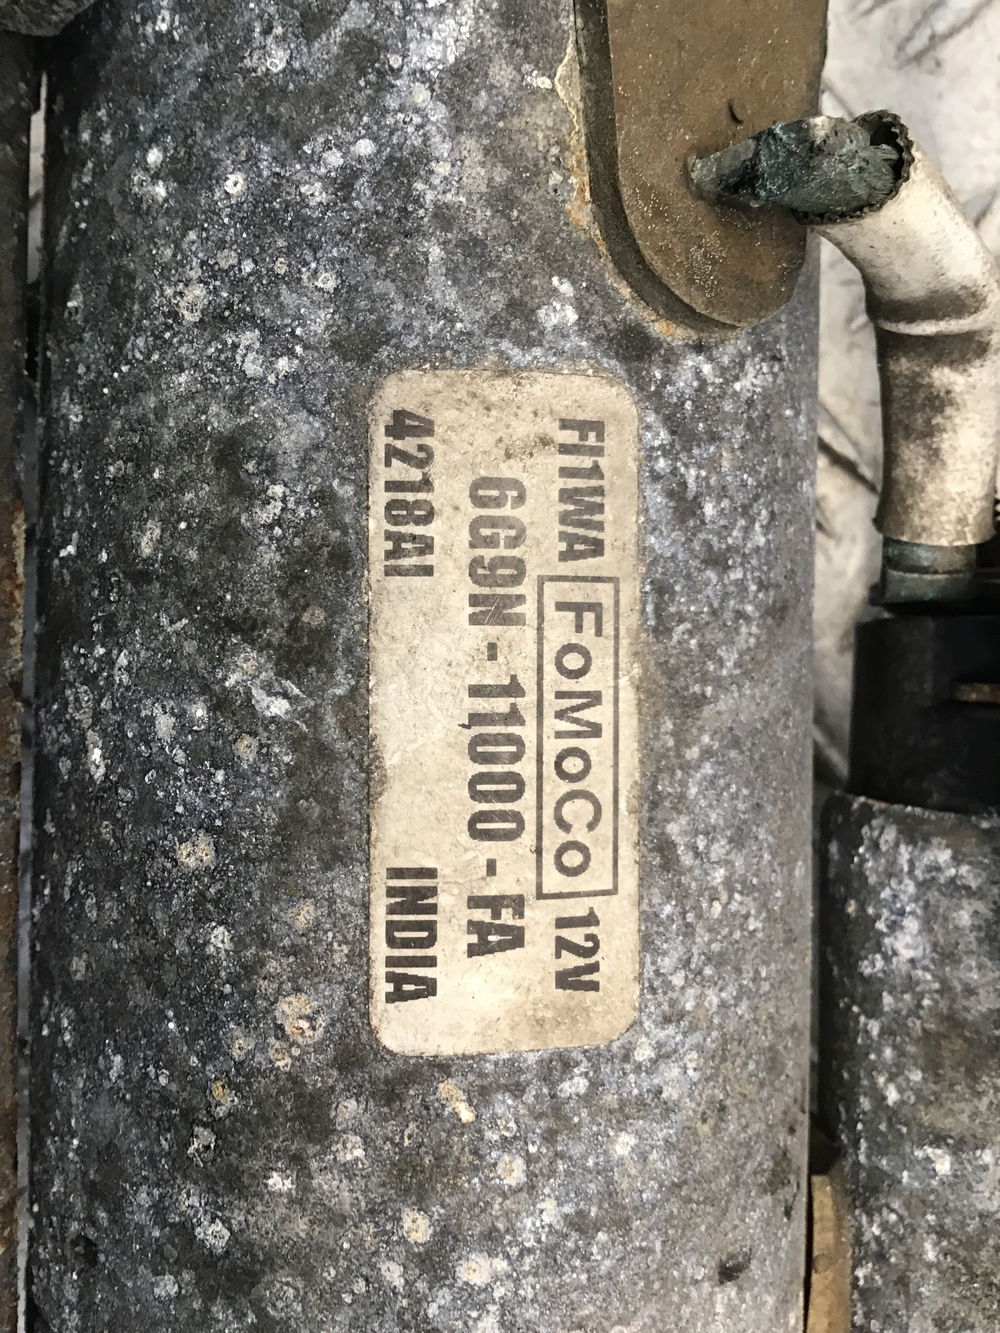 FI1WA FoMoCo 12V
6G9N-11000-FA
4218AI INDIA